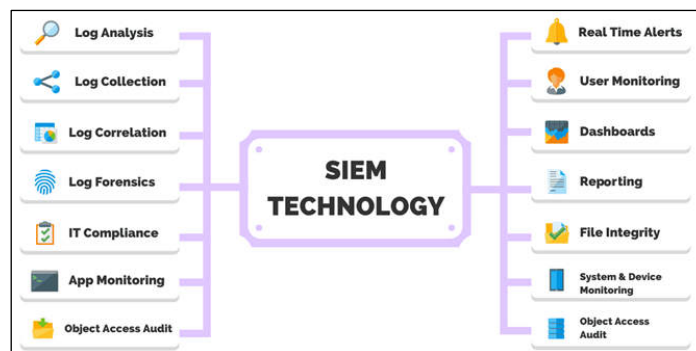 Log Analysis
Log Collection
Log Correlation
Log Forensics
IT Compliance
App Monitoring
Object Access Audit
SIEM
TECHNOLOGY
Real Time Alerts
User Monitoring
Dashboards
Reporting
File Integrity
System & Device
Monitoring
Object Access
Audit